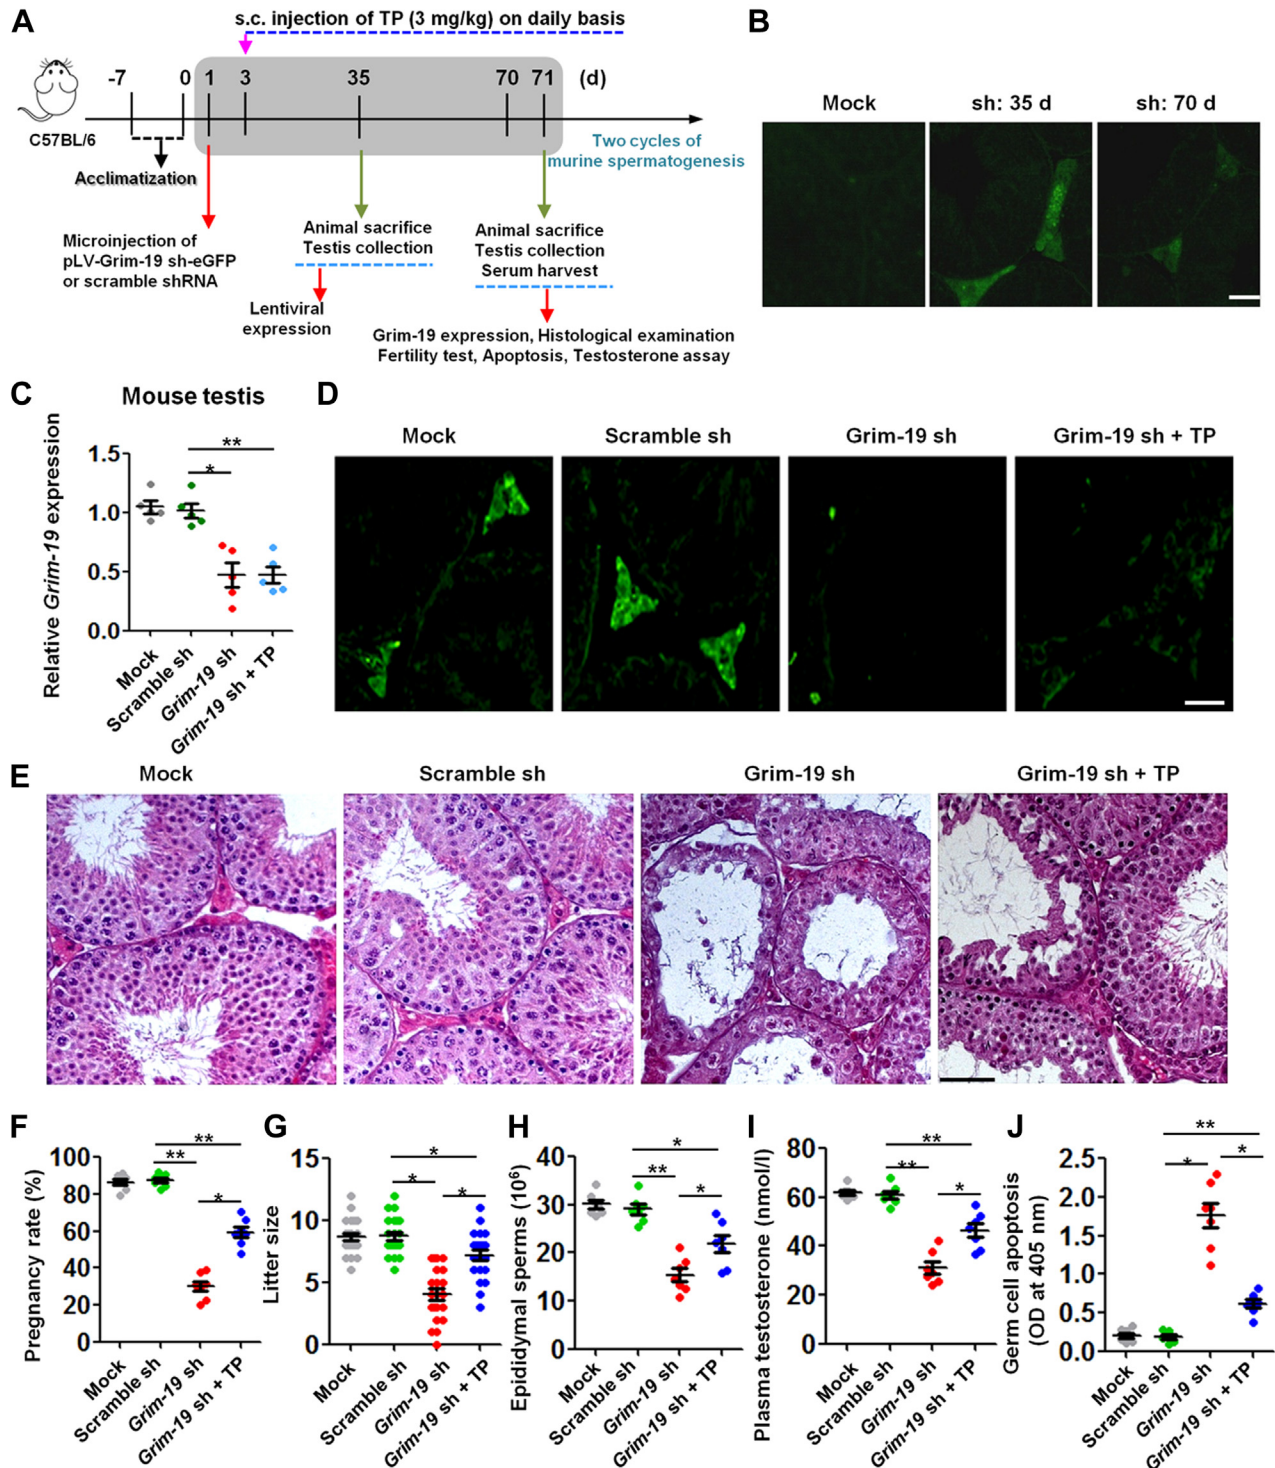 A
s.c. injection of TP (3 mg/kg) on daily basis
-7 0 1 3 35 70 71 (d)
C57BL/6
Two cycles of
murine spermatogenesis
Acclimatization
Microinjection of
pLV-Grim-19 sh-eGFP
or scramble shRNA
Animal sacrifice
Testis collection
Lentiviral
expression
Animal sacrifice
Testis collection
Serum harvest
Grim-19 expression, Histological examination
Fertility test, Apoptosis, Testosterone assay
B
Mock sh: 35 d sh: 70 d
C
Mouse testis
Relative Grim-19 expression
1.5
1.0
0.5
0.0
**
*
Mock
Scramble sh
Grim-19 sh
Grim-19 sh + TP
D
Mock Scramble sh Grim-19 sh Grim-19 sh + TP
E
Mock Scramble sh Grim-19 sh Grim-19 sh + TP
F
Pregnancy rate (%)
100
80
60
40
20
0
**
**
*
Mock
Scramble sh
Grim-19 sh
Grim-19 sh + TP
G
Litter size
15
10
5
0
*
*
*
Mock
Scramble sh
Grim-19 sh
Grim-19 sh + TP
H
Epididymal sperms (10⁶)
40
30
20
10
0
*
**
*
Mock
Scramble sh
Grim-19 sh
Grim-19 sh + TP
I
Plasma testosterone (nmol/l)
80
60
40
20
0
**
**
*
Mock
Scramble sh
Grim-19 sh
Grim-19 sh + TP
J
Germ cell apoptosis
(OD at 405 nm)
2.5
2.0
1.5
1.0
0.5
0.0
**
*
*
Mock
Scramble sh
Grim-19 sh
Grim-19 sh + TP